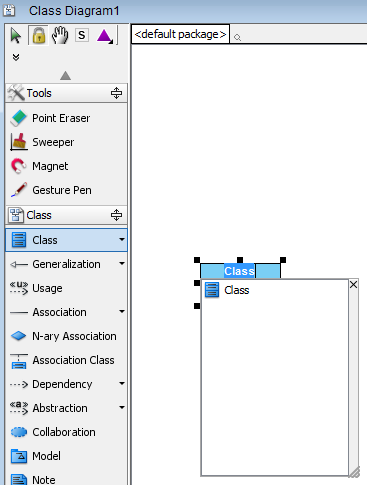 Class Diagram1
S
<default package>
Tools
Point Eraser
Sweeper
Magnet
Gesture Pen
Class
Class
Generalization
«u»
Usage
Association
N-ary Association
Association Class
Dependency
«a»
Abstraction
Collaboration
Model
Note
Class
Class